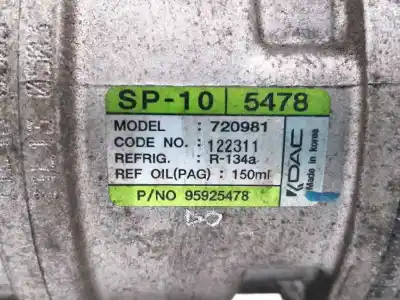 SP-10 5478
MODEL : 720981
CODE NO. : 122311
REFRIG. : R-134a
REF OIL(PAG) : 150ml
P/NO 95925478
KDAC
Made in korea